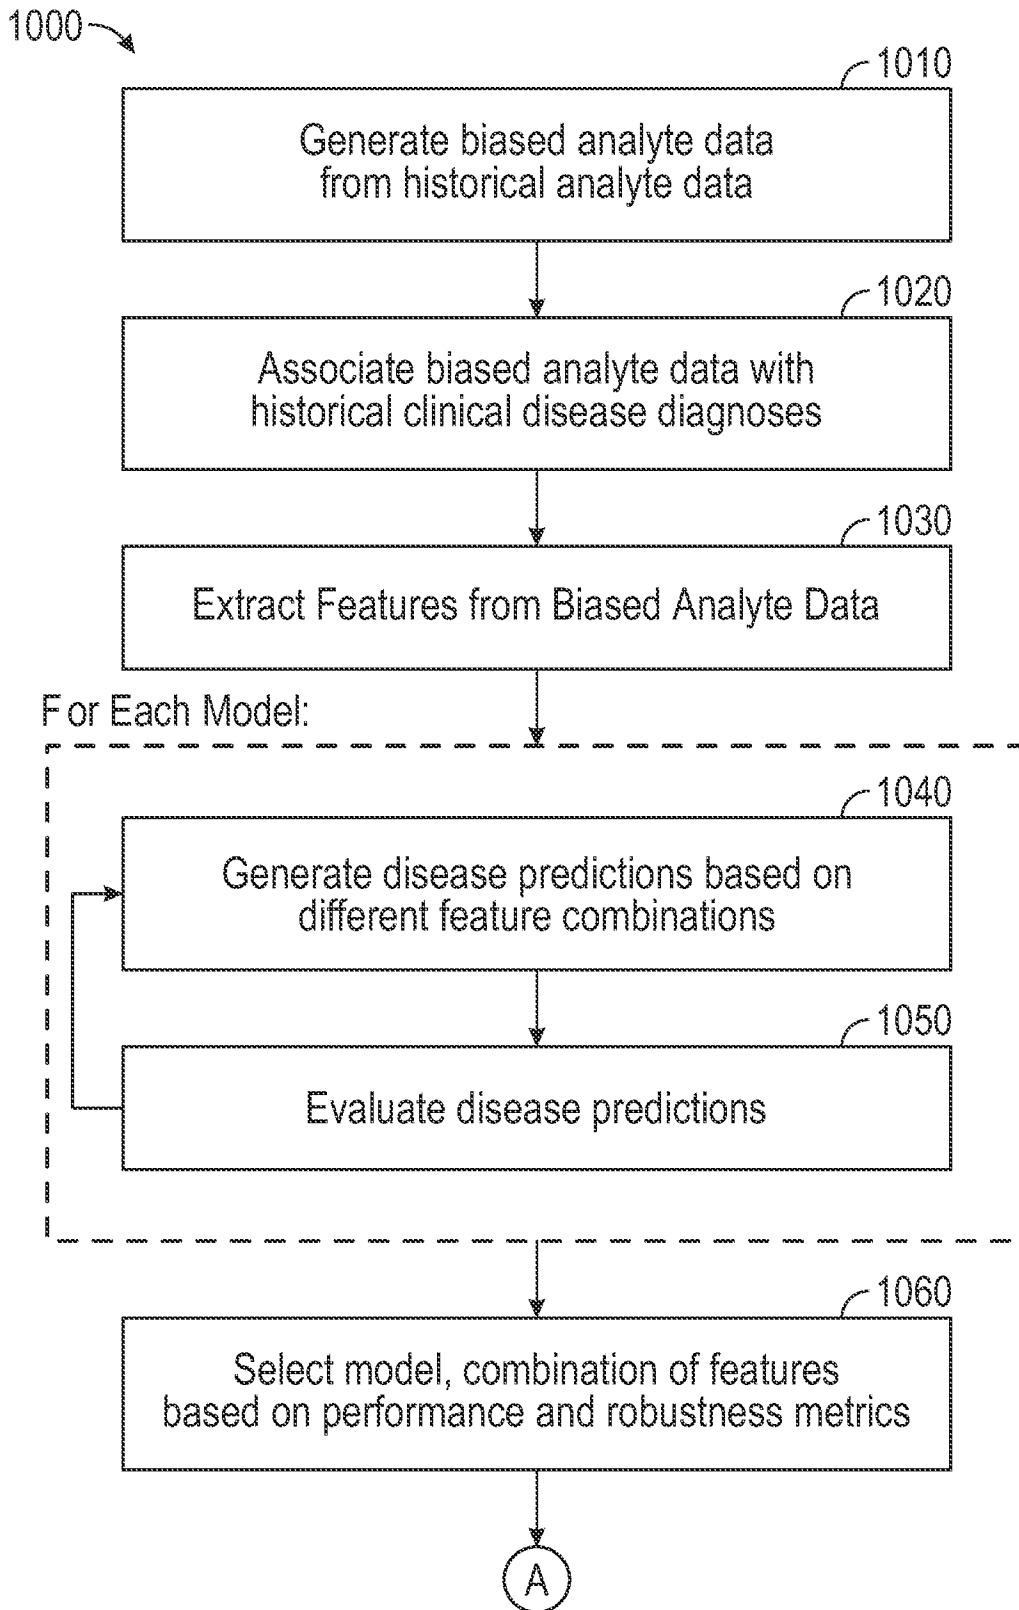 1000
1010
Generate biased analyte data
from historical analyte data
1020
Associate biased analyte data with
historical clinical disease diagnoses
1030
Extract Features from Biased Analyte Data
For Each Model:
1040
Generate disease predictions based on
different feature combinations
1050
Evaluate disease predictions
1060
Select model, combination of features
based on performance and robustness metrics
A